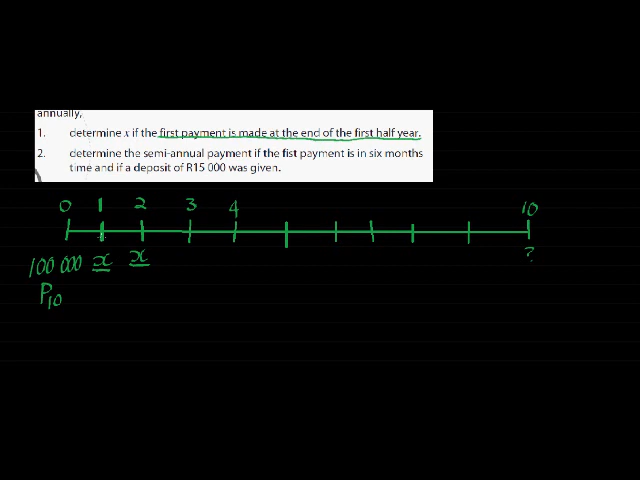 annually,
1. determine x if the first payment is made at the end of the first half year.
2. determine the semi-annual payment if the fist payment is in six months
time and if a deposit of R15 000 was given.
0 1 2 3 4 10
100 000 x x ?
P10